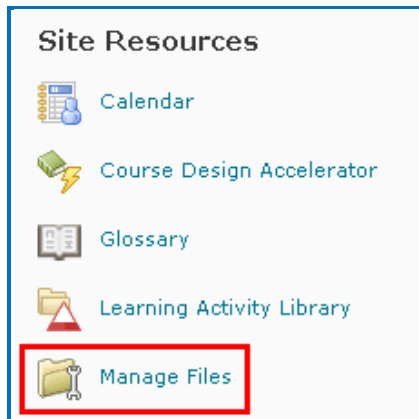 Site Resources
Calendar
Course Design Accelerator
Glossary
Learning Activity Library
Manage Files